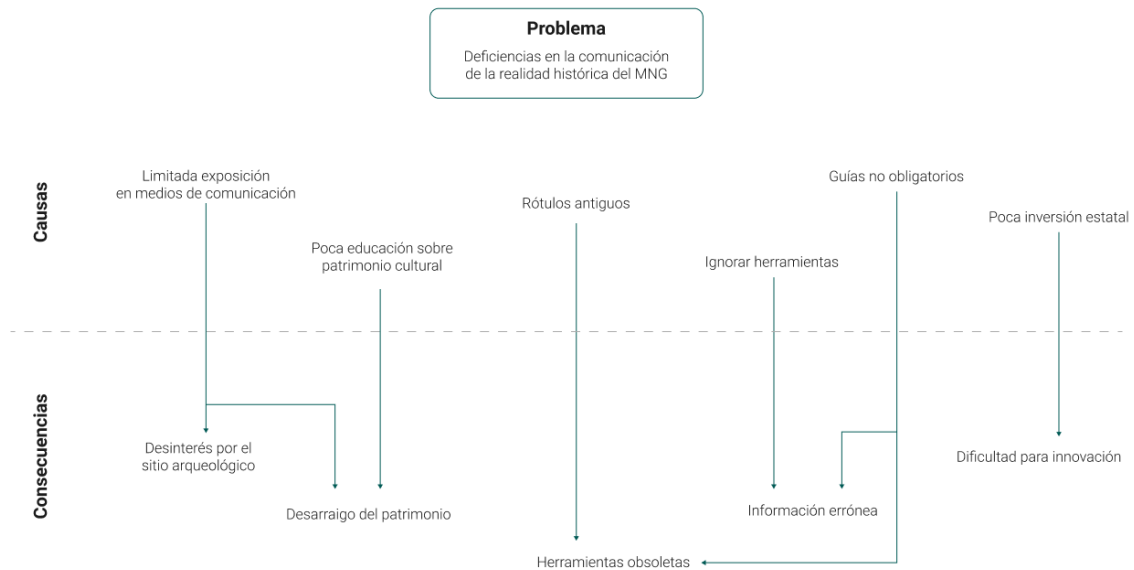 Problema
Deficiencias en la comunicación
de la realidad histórica del MNG
Causas
Limitada exposición
en medios de comunicación
Poca educación sobre
patrimonio cultural
Rótulos antiguos
Ignorar herramientas
Guías no obligatorios
Poca inversión estatal
Consecuencias
Desinterés por el
sitio arqueológico
Desarraigo del patrimonio
Herramientas obsoletas
Información errónea
Dificultad para innovación